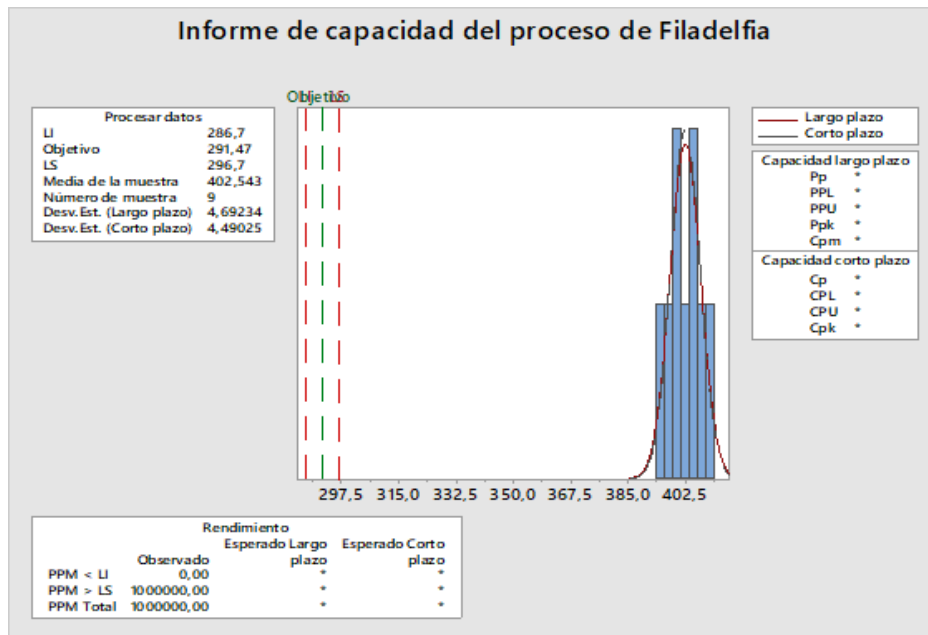 Informe de capacidad del proceso de Filadelfia
Objetivo
LS
Procesar datos
LI 286,7
Objetivo 291,47
LS 296,7
Media de la muestra 402,543
Número de muestra 9
Desv.Est. (Largo plazo) 4,69234
Desv.Est. (Corto plazo) 4,49025
Largo plazo
Corto plazo
Capacidad largo plazo
Pp *
PPL *
PPU *
Ppk *
Cpm *
Capacidad corto plazo
Cp *
CPL *
CPU *
Cpk *
297,5 315,0 332,5 350,0 367,5 385,0 402,5
Rendimiento
Esperado Largo Esperado Corto
Observado plazo plazo
PPM < LI 0,00 * *
PPM > LS 1000000,00 * *
PPM Total 1000000,00 * *